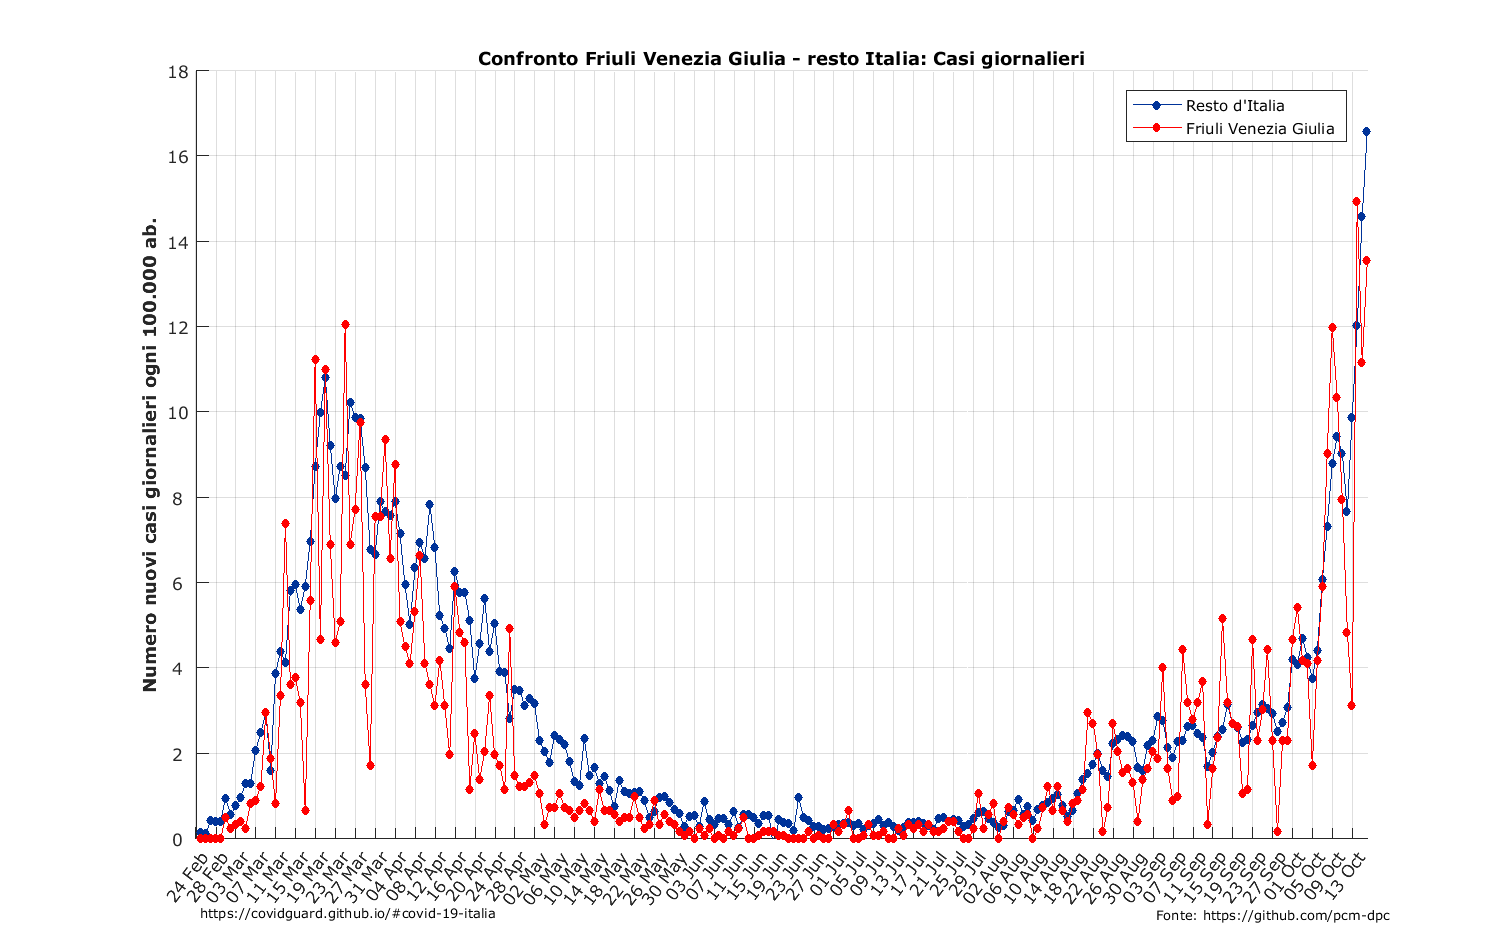 Confronto Friuli Venezia Giulia - resto Italia: Casi giornalieri
Numero nuovi casi giornalieri ogni 100.000 ab.
18
16
14
12
10
8
6
4
2
0
Resto d'Italia
Friuli Venezia Giulia
24 Feb
28 Feb
03 Mar
07 Mar
11 Mar
15 Mar
19 Mar
23 Mar
27 Mar
31 Mar
04 Apr
08 Apr
12 Apr
16 Apr
20 Apr
24 Apr
28 Apr
02 May
06 May
10 May
14 May
18 May
22 May
26 May
30 May
03 Jun
07 Jun
11 Jun
15 Jun
19 Jun
23 Jun
27 Jun
01 Jul
05 Jul
09 Jul
13 Jul
17 Jul
21 Jul
25 Jul
29 Jul
02 Aug
06 Aug
10 Aug
14 Aug
18 Aug
22 Aug
26 Aug
30 Aug
03 Sep
07 Sep
11 Sep
15 Sep
19 Sep
23 Sep
27 Sep
01 Oct
05 Oct
09 Oct
13 Oct
https://covidguard.github.io/#covid-19-italia
Fonte: https://github.com/pcm-dpc